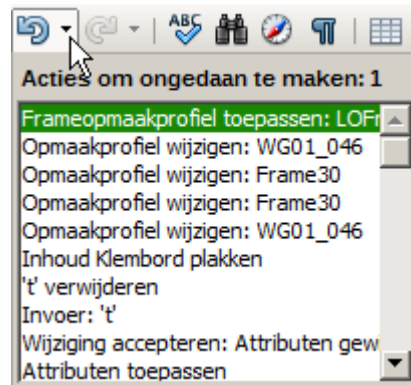 ABC
Acties om ongedaan te maken: 1
Frameopmaakprofiel toepassen: LOFr
Opmaakprofiel wijzigen: WG01_046
Opmaakprofiel wijzigen: Frame30
Opmaakprofiel wijzigen: Frame30
Opmaakprofiel wijzigen: WG01_046
Inhoud Klembord plakken
't' verwijderen
Invoer: 't'
Wijziging accepteren: Attributen gew
Attributen toepassen